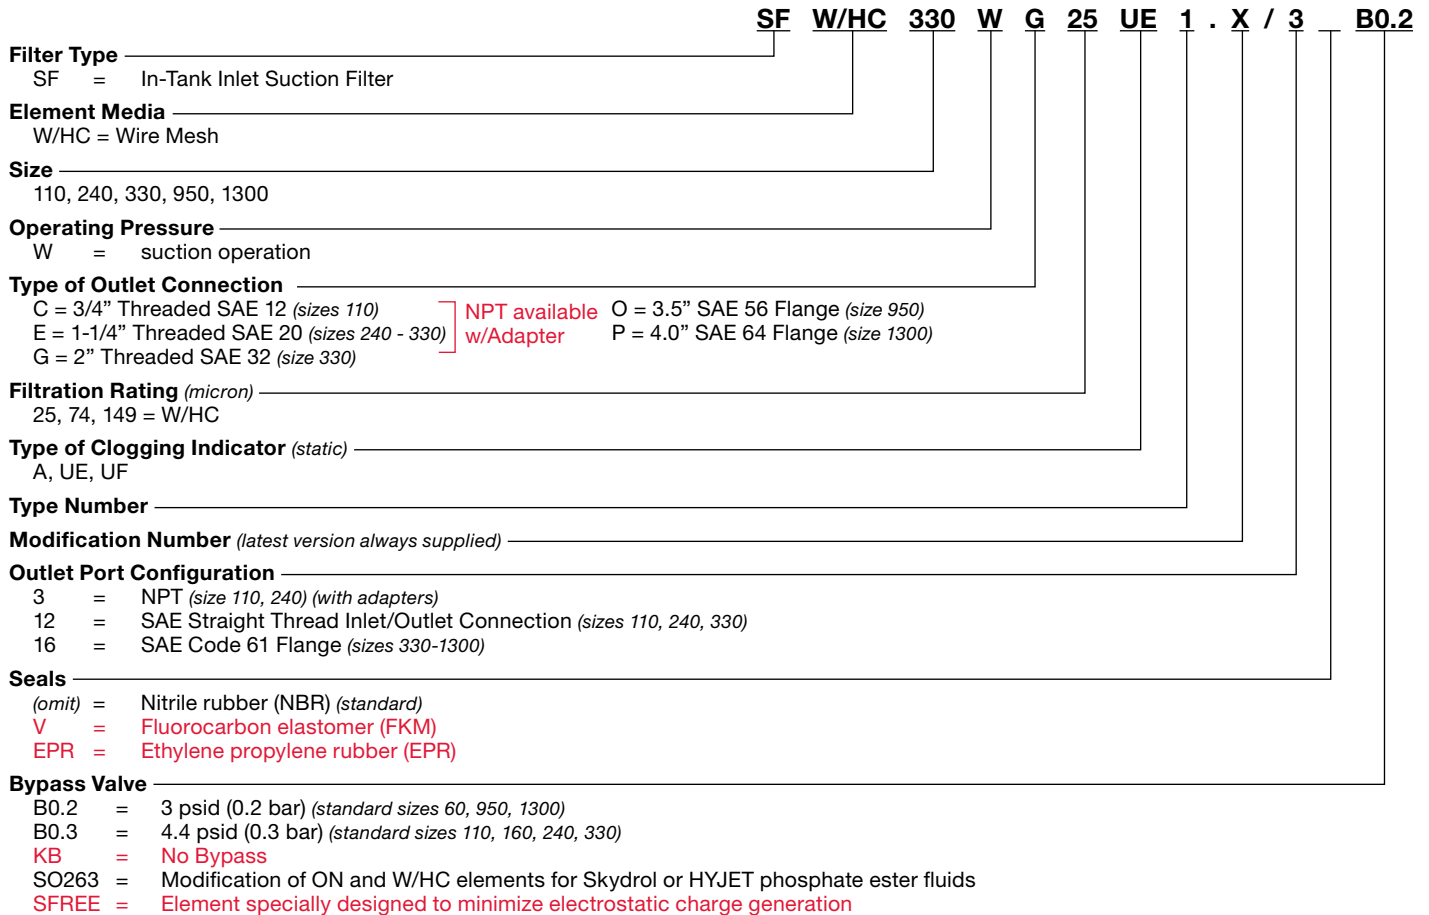 SF W/HC 330 W G 25 UE 1 . X / 3 _ B0.2
Filter Type
SF = In-Tank Inlet Suction Filter
Element Media
W/HC = Wire Mesh
Size
110, 240, 330, 950, 1300
Operating Pressure
W = suction operation
Type of Outlet Connection
C = 3/4” Threaded SAE 12 (sizes 110)
E = 1-1/4” Threaded SAE 20 (sizes 240 - 330)
G = 2” Threaded SAE 32 (size 330)
NPT available
w/Adapter
O = 3.5” SAE 56 Flange (size 950)
P = 4.0” SAE 64 Flange (size 1300)
Filtration Rating (micron)
25, 74, 149 = W/HC
Type of Clogging Indicator (static)
A, UE, UF
Type Number
Modification Number (latest version always supplied)
Outlet Port Configuration
3 = NPT (size 110, 240) (with adapters)
12 = SAE Straight Thread Inlet/Outlet Connection (sizes 110, 240, 330)
16 = SAE Code 61 Flange (sizes 330-1300)
Seals
(omit) = Nitrile rubber (NBR) (standard)
V = Fluorocarbon elastomer (FKM)
EPR = Ethylene propylene rubber (EPR)
Bypass Valve
B0.2 = 3 psid (0.2 bar) (standard sizes 60, 950, 1300)
B0.3 = 4.4 psid (0.3 bar) (standard sizes 110, 160, 240, 330)
KB = No Bypass
SO263 = Modification of ON and W/HC elements for Skydrol or HYJET phosphate ester fluids
SFREE = Element specially designed to minimize electrostatic charge generation